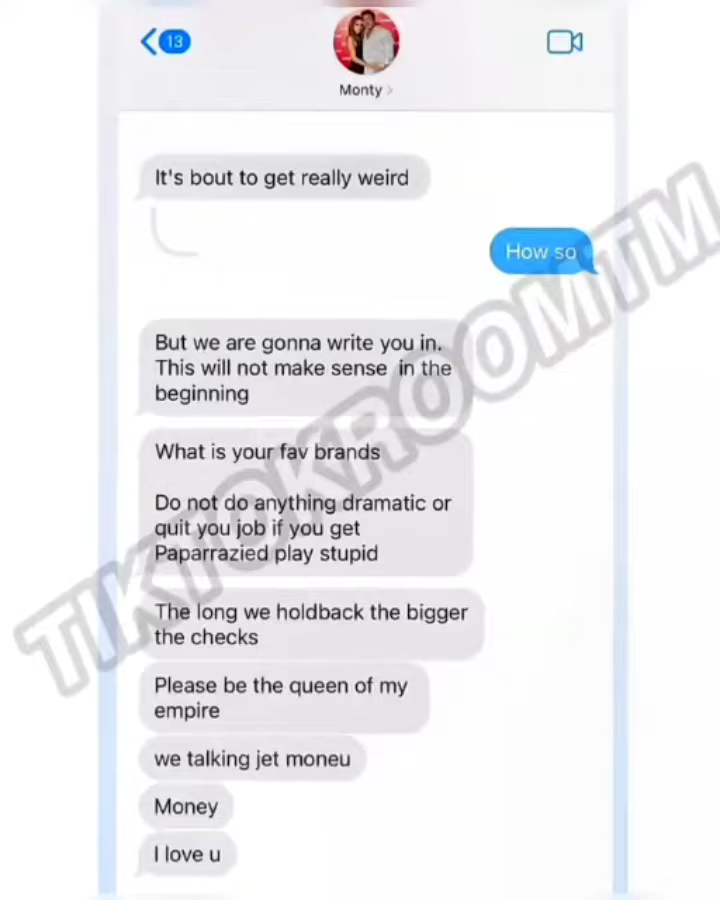 13
Monty
It's bout to get really weird
How so
But we are gonna write you in.
This will not make sense in the
beginning
What is your fav brands
Do not do anything dramatic or
quit you job if you get
Paparrazied play stupid
The long we holdback the bigger
the checks
Please be the queen of my
empire
we talking jet moneu
Money
I love u
TIKTOKROOMTM